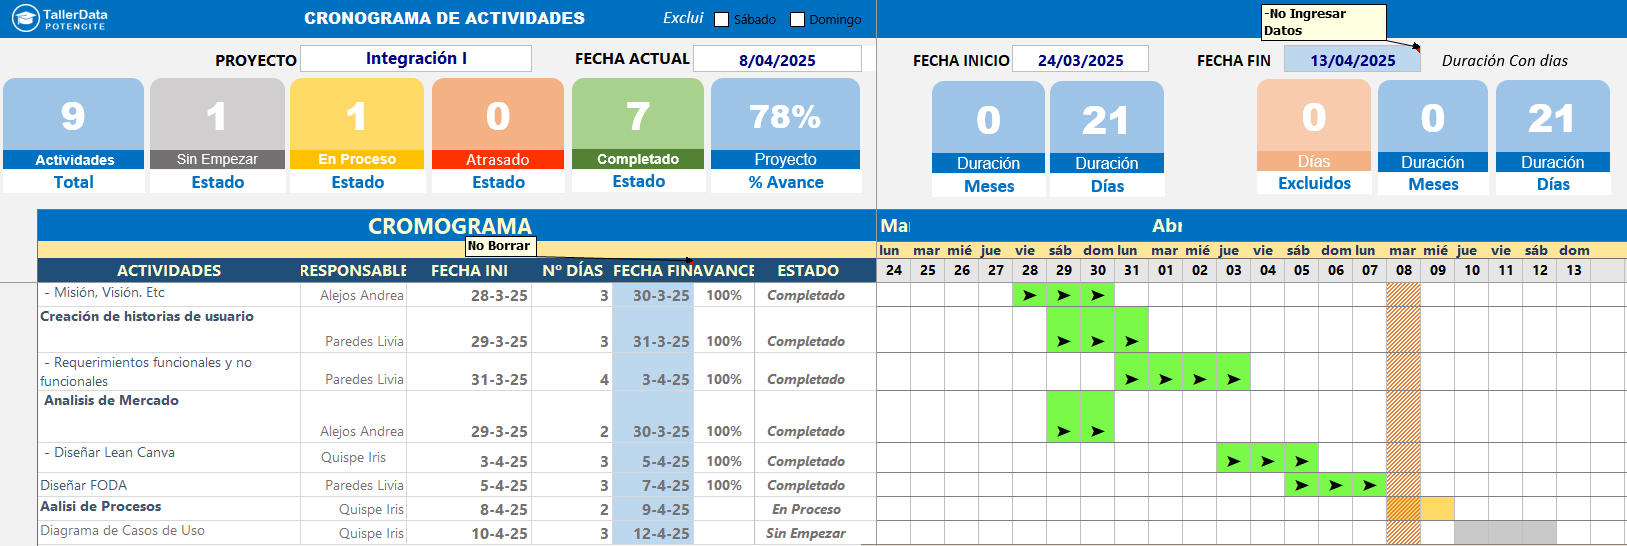 TallerData
POTENCITE
CRONOGRAMA DE ACTIVIDADES
Exclui Sábado Domingo
-No Ingresar
Datos
PROYECTO Integración I FECHA ACTUAL 8/04/2025
FECHA INICIO 24/03/2025 FECHA FIN 13/04/2025 Duración Con dias
9 1 1 0 7 78% 0 21 0 0 21
Actividades Sin Empezar En Proceso Atrasado Completado Proyecto Duración Duración Días Duración Duración
Total Estado Estado Estado Estado % Avance Meses Días Excluidos Meses Días
CROMOGRAMA Mar Abr
No Borrar
lun mar mié jue vie sáb dom lun mar mié jue vie sáb dom lun mar mié jue vie sáb dom
ACTIVIDADES RESPONSABLE FECHA INI Nº DÍAS FECHA FIN AVANCE ESTADO 24 25 26 27 28 29 30 31 01 02 03 04 05 06 07 08 09 10 11 12 13
- Misión, Visión. Etc Alejos Andrea 28-3-25 3 30-3-25 100% Completado
Creación de historias de usuario
Paredes Livia 29-3-25 3 31-3-25 100% Completado
- Requerimientos funcionales y no
funcionales Paredes Livia 31-3-25 4 3-4-25 100% Completado
Analisis de Mercado
Alejos Andrea 29-3-25 2 30-3-25 100% Completado
- Diseñar Lean Canva Quispe Iris 3-4-25 3 5-4-25 100% Completado
Diseñar FODA Paredes Livia 5-4-25 3 7-4-25 100% Completado
Aalisi de Procesos Quispe Iris 8-4-25 2 9-4-25 En Proceso
Diagrama de Casos de Uso Quispe Iris 10-4-25 3 12-4-25 Sin Empezar